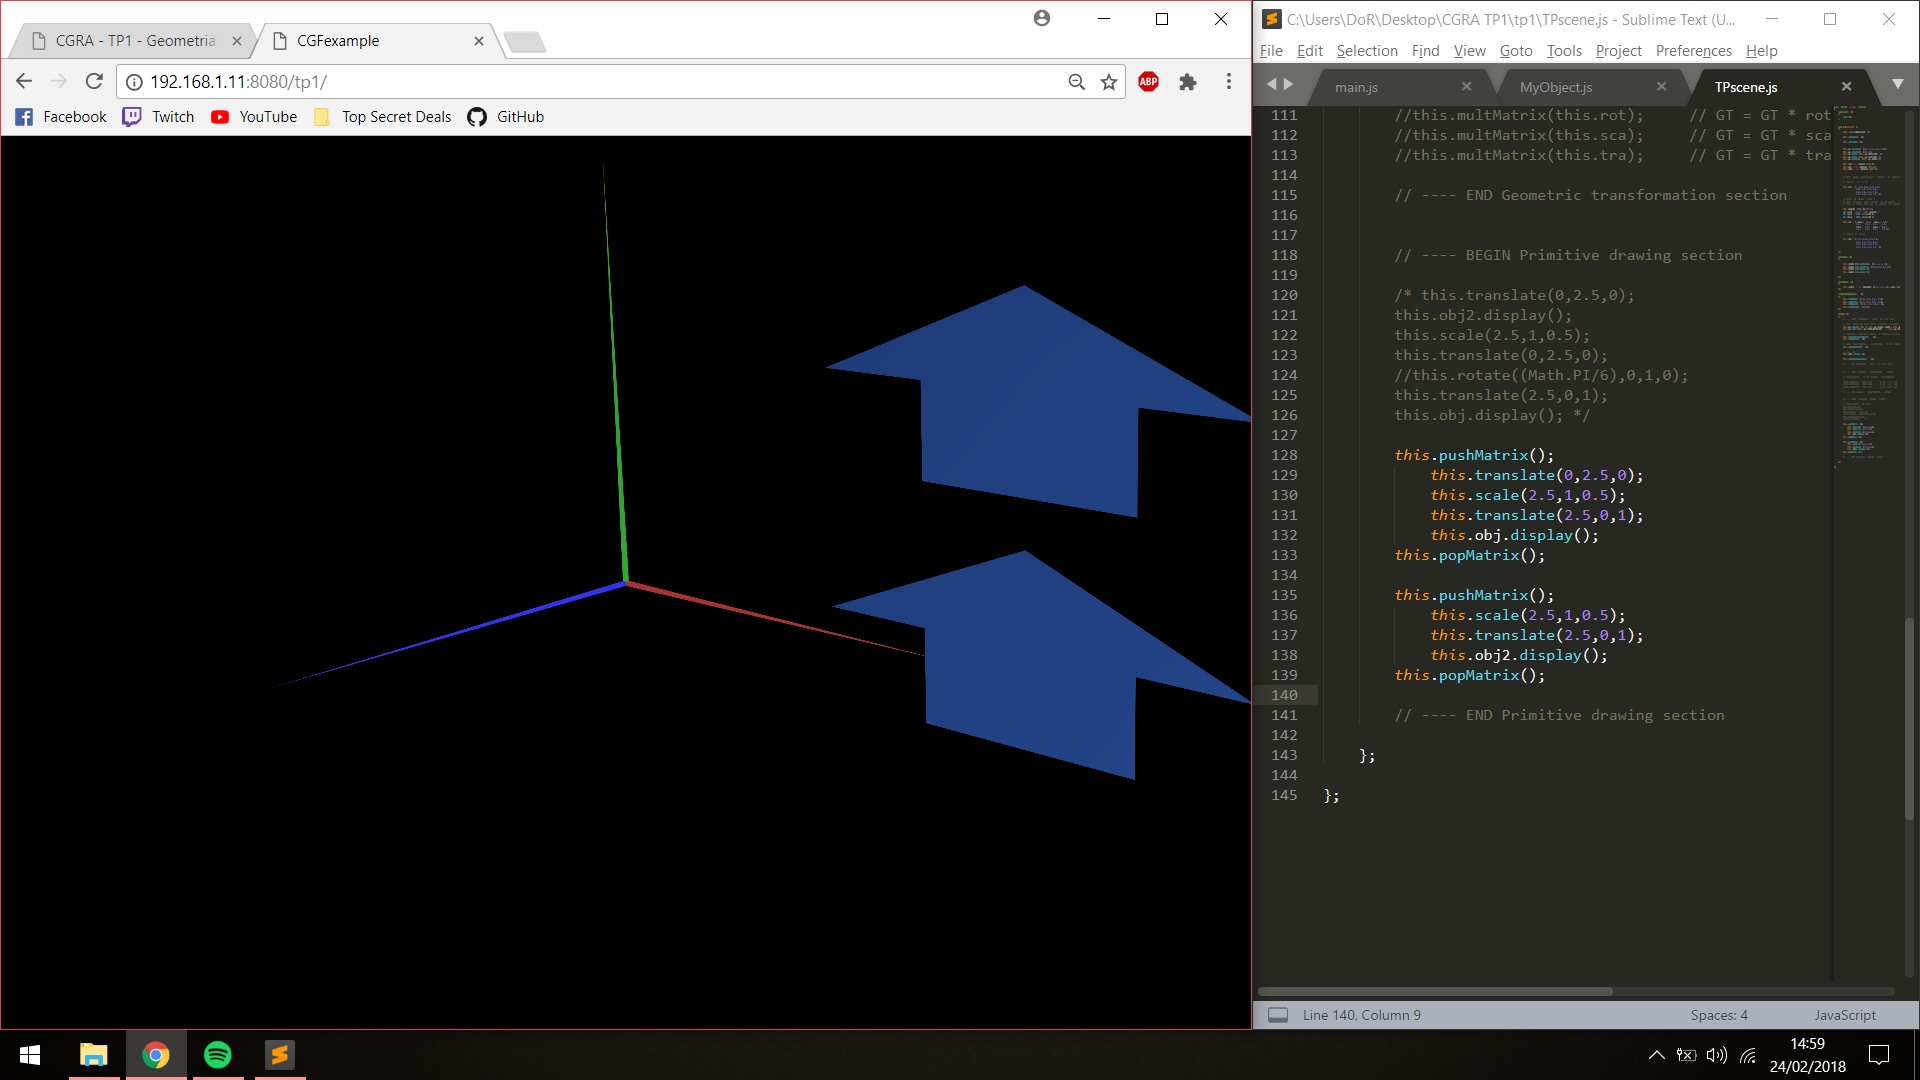 CGRA - TP1 - Geometria
CGFexample
192.168.1.11:8080/tp1/
ABP
Facebook
Twitch
YouTube
Top Secret Deals
GitHub
C:\Users\DoR\Desktop\CGRA TP1\tp1\TPscene.js - Sublime Text (U...
File Edit Selection Find View Goto Tools Project Preferences Help
main.js
MyObject.js
TPscene.js
111 //this.multMatrix(this.rot); // GT = GT * rot
112 //this.multMatrix(this.sca); // GT = GT * sca
113 //this.multMatrix(this.tra); // GT = GT * tra
114
115 // ---- END Geometric transformation section
116
117
118 // ---- BEGIN Primitive drawing section
119
120 /* this.translate(0,2.5,0);
121 this.obj2.display();
122 this.scale(2.5,1,0.5);
123 this.translate(0,2.5,0);
124 //this.rotate((Math.PI/6),0,1,0);
125 this.translate(2.5,0,1);
126 this.obj.display(); */
127
128 this.pushMatrix();
129 this.translate(0,2.5,0);
130 this.scale(2.5,1,0.5);
131 this.translate(2.5,0,1);
132 this.obj.display();
133 this.popMatrix();
134
135 this.pushMatrix();
136 this.scale(2.5,1,0.5);
137 this.translate(2.5,0,1);
138 this.obj2.display();
139 this.popMatrix();
140
141 // ---- END Primitive drawing section
142
143 };
144
145 };
Line 140, Column 9
Spaces: 4
JavaScript
14:59
24/02/2018